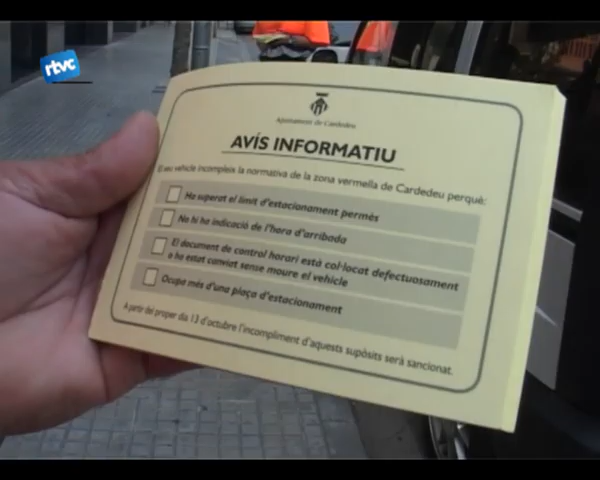 rtvc
Ajuntament de Cardedeu
AVÍS INFORMATIU
El seu vehicle incompleix la normativa de la zona vermella de Cardedeu perquè:
Ha superat el límit d'estacionament permès
No hi ha indicació de l'hora d'arribada
El document de control horari està col·locat defectuosament
o ha estat canviat sense moure el vehicle
Ocupa més d'una plaça d'estacionament
A partir del proper dia 13 d'octubre l'incompliment d'aquests supòsits serà sancionat.